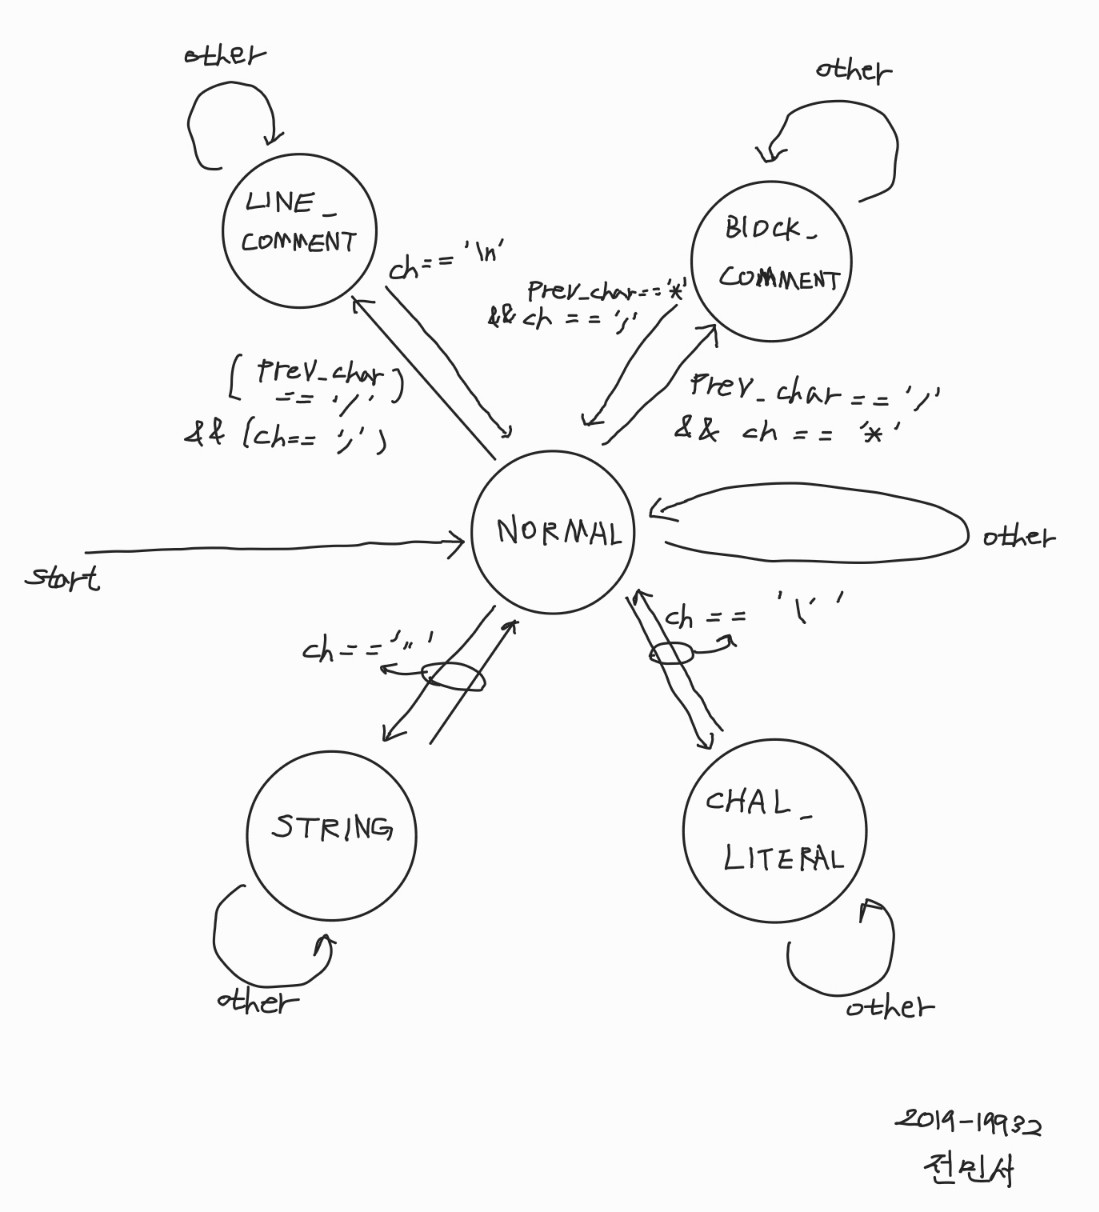 other
other
LINE_
COMMENT
BlOCK_
COMMENT
ch=='\n'
Prev_char=='*'
&& ch == '/'
(Prev_char
== '/')
&& (ch== '/')
Prev_char == '/'
&& ch == '*'
NORMAL
other
start
ch == '\''
ch=='"'
STRING
CHAL_
LITERAL
other
other
2019-19932
전민서